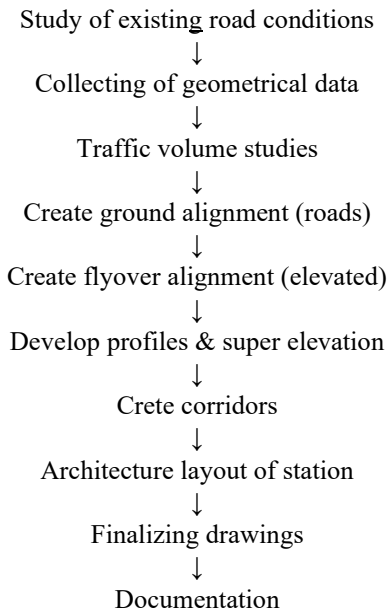 Study of existing road conditions
↓
Collecting of geometrical data
↓
Traffic volume studies
↓
Create ground alignment (roads)
↓
Create flyover alignment (elevated)
↓
Develop profiles & super elevation
↓
Crete corridors
↓
Architecture layout of station
↓
Finalizing drawings
↓
Documentation